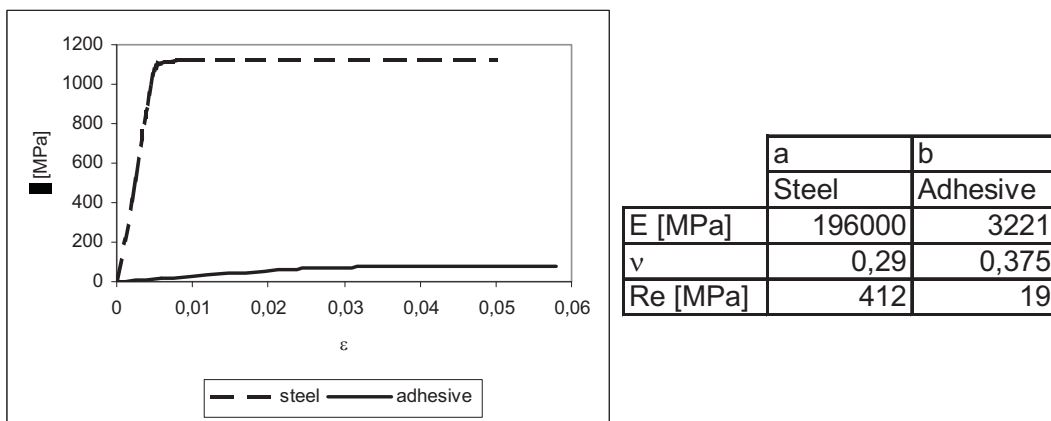 1200
1000
800
600
400
200
0
[MPa]
0 0,01 0,02 0,03 0,04 0,05 0,06
ε
steel adhesive
a b
Steel Adhesive
E [MPa] 196000 3221
ν 0,29 0,375
Re [MPa] 412 19